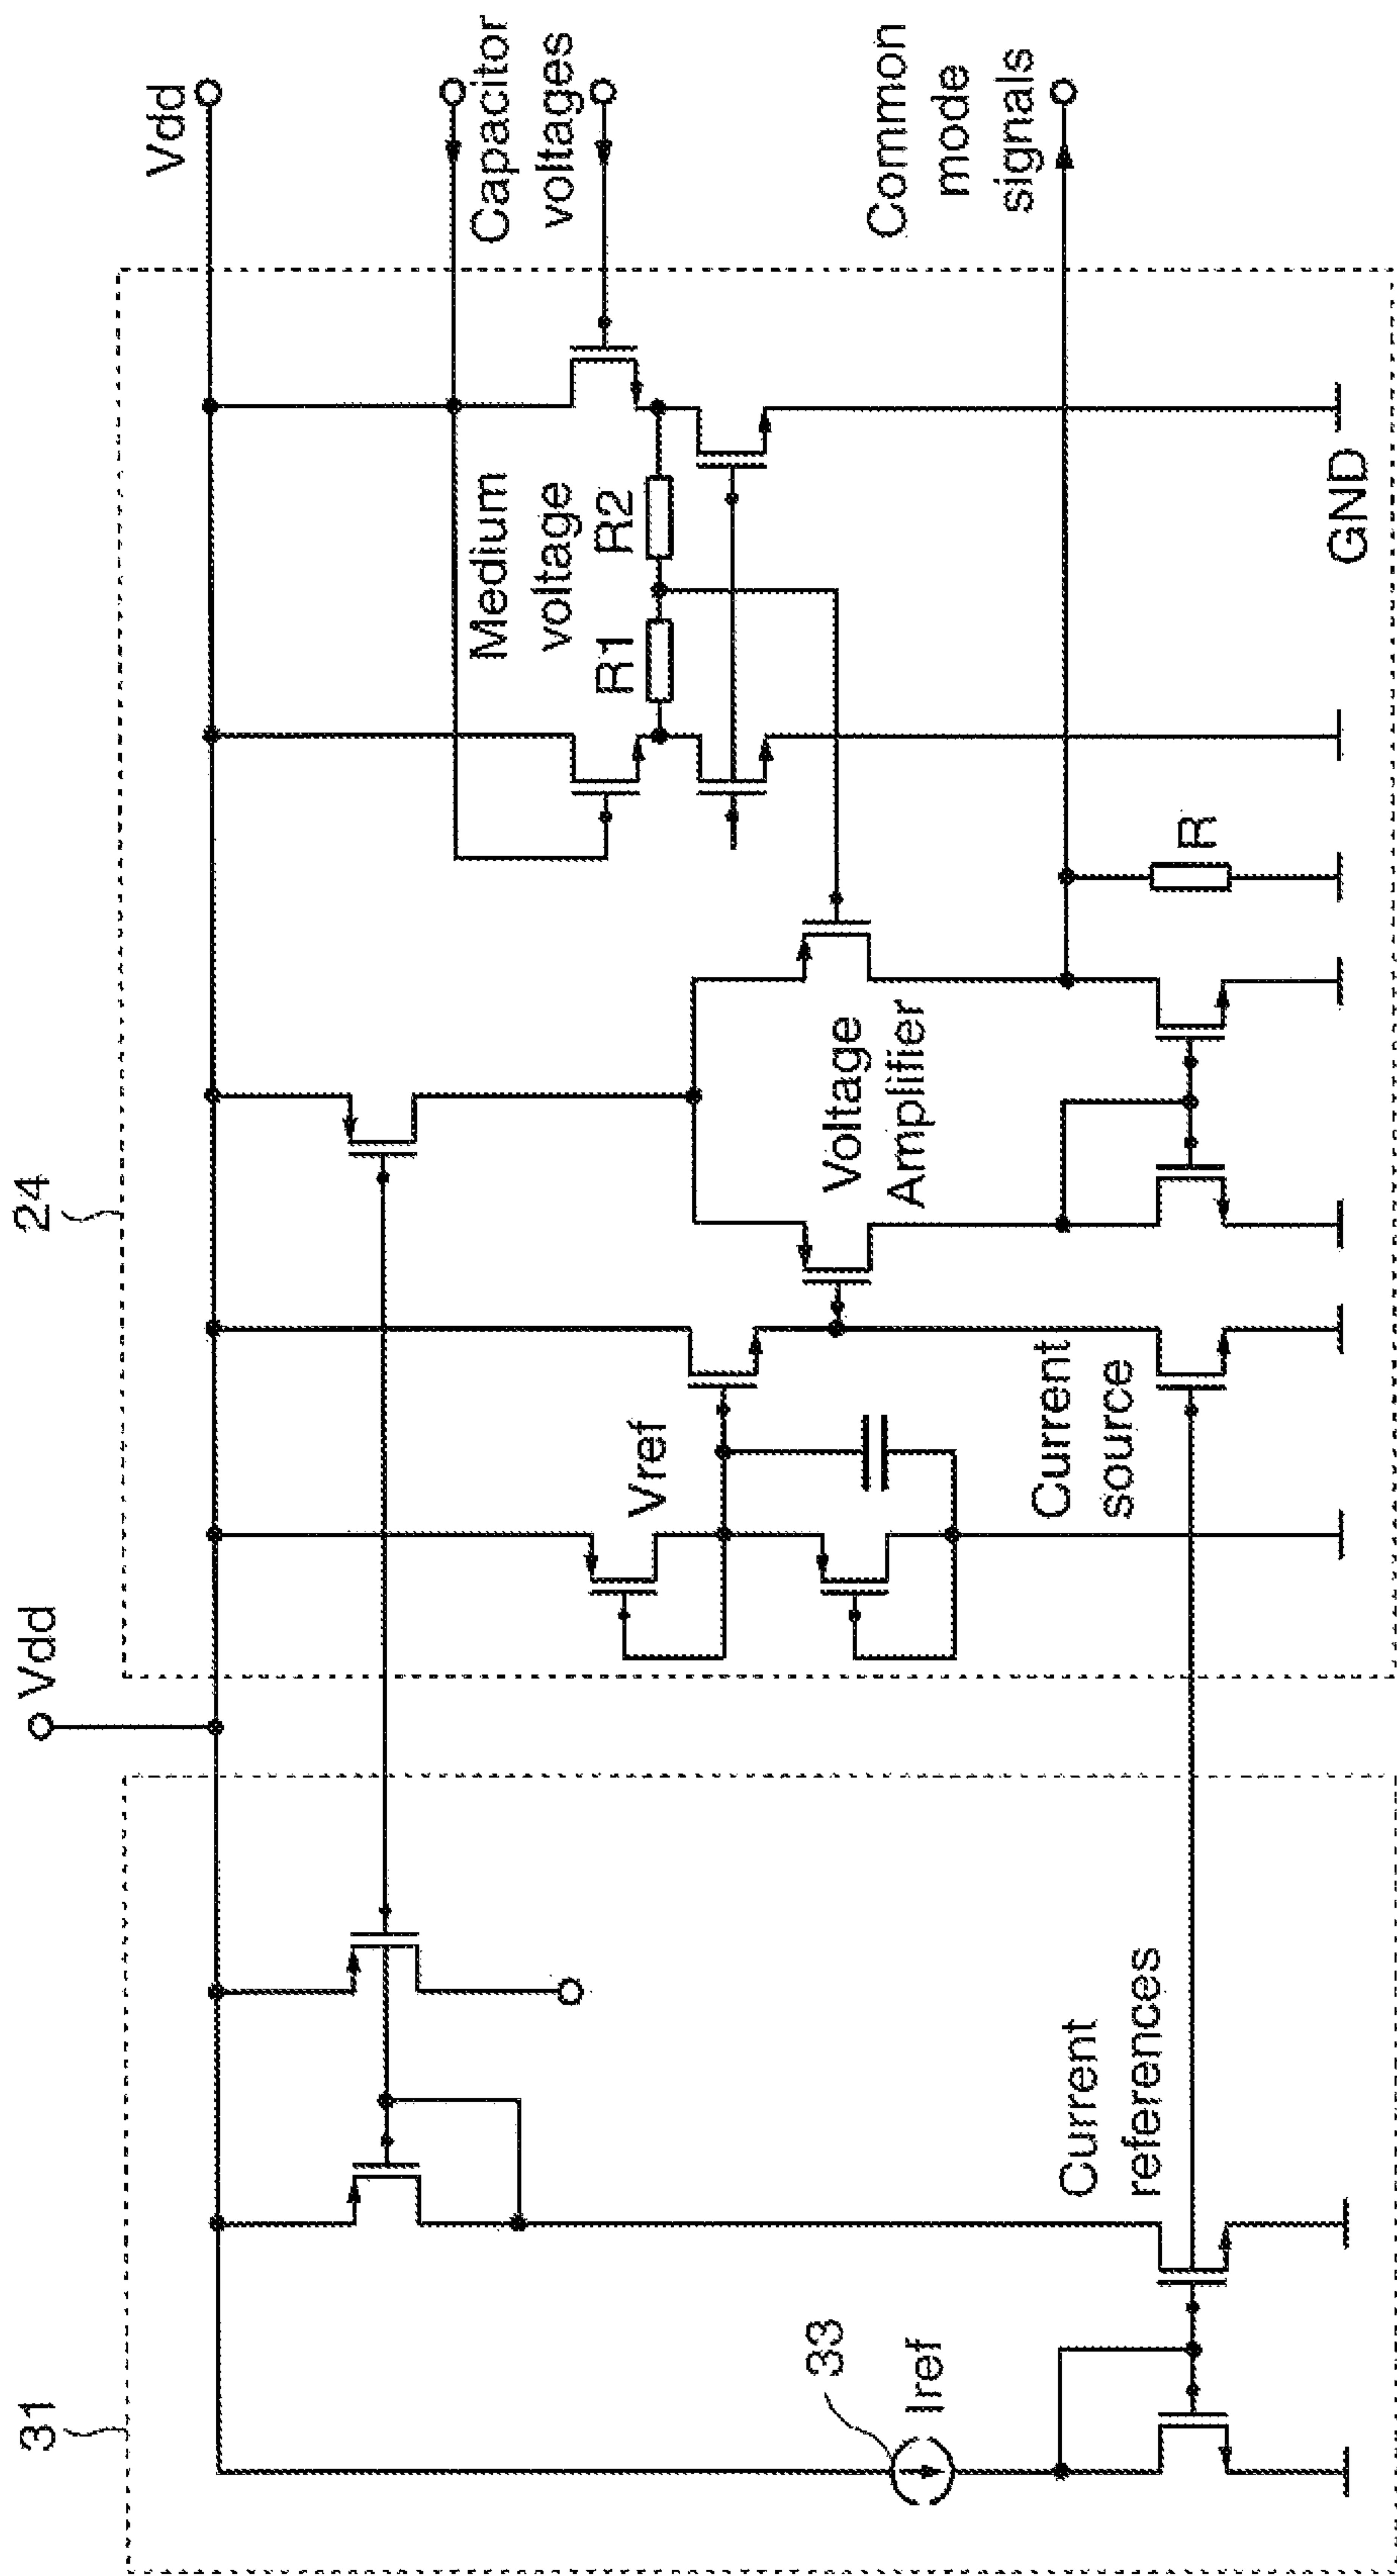 31
24
Vdd
Vdd
Capacitor
voltages
Medium
voltage
R1
R2
Vref
Voltage
Amplifier
Common
mode
signals
33
Iref
Current
references
Current
source
R
GND